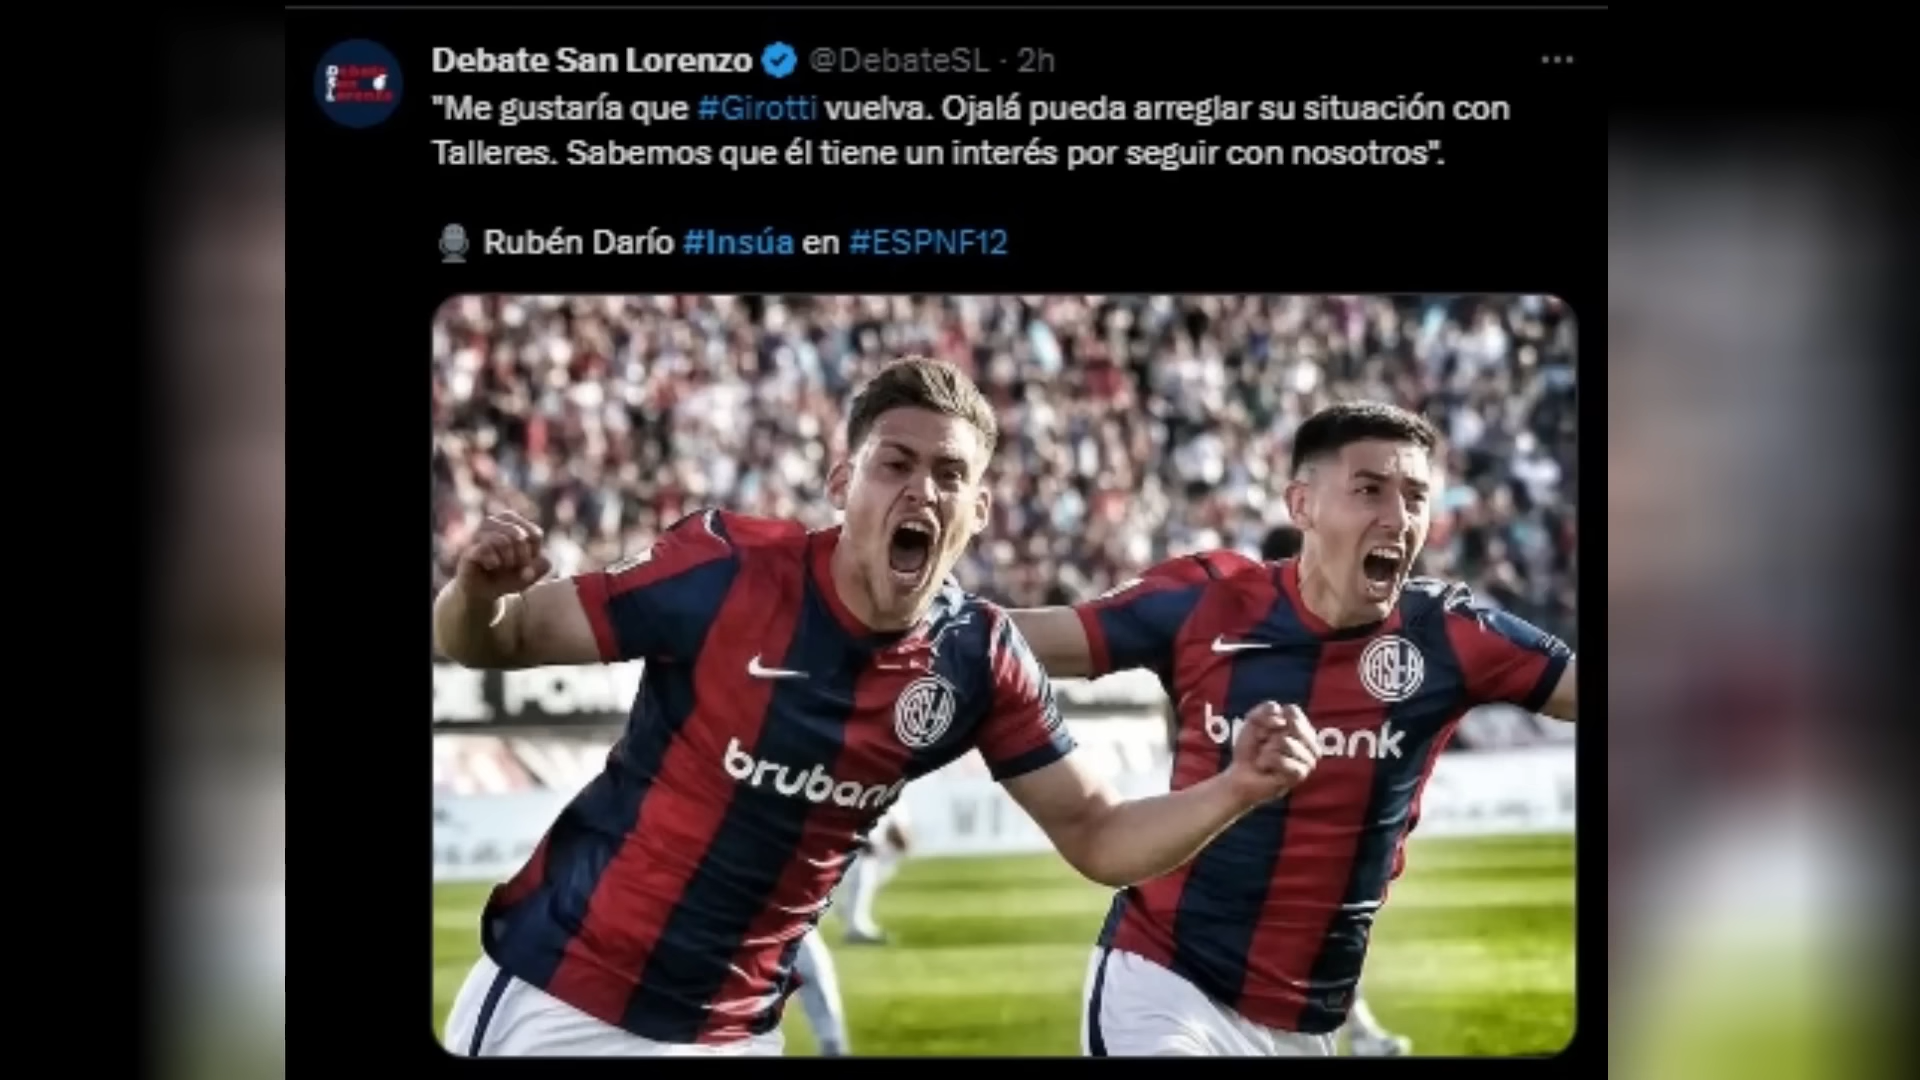 Debate San Lorenzo @DebateSL · 2h
"Me gustaría que #Girotti vuelva. Ojalá pueda arreglar su situación con
Talleres. Sabemos que él tiene un interés por seguir con nosotros".
Rubén Darío #Insúa en #ESPNF12
brubank
CASLA